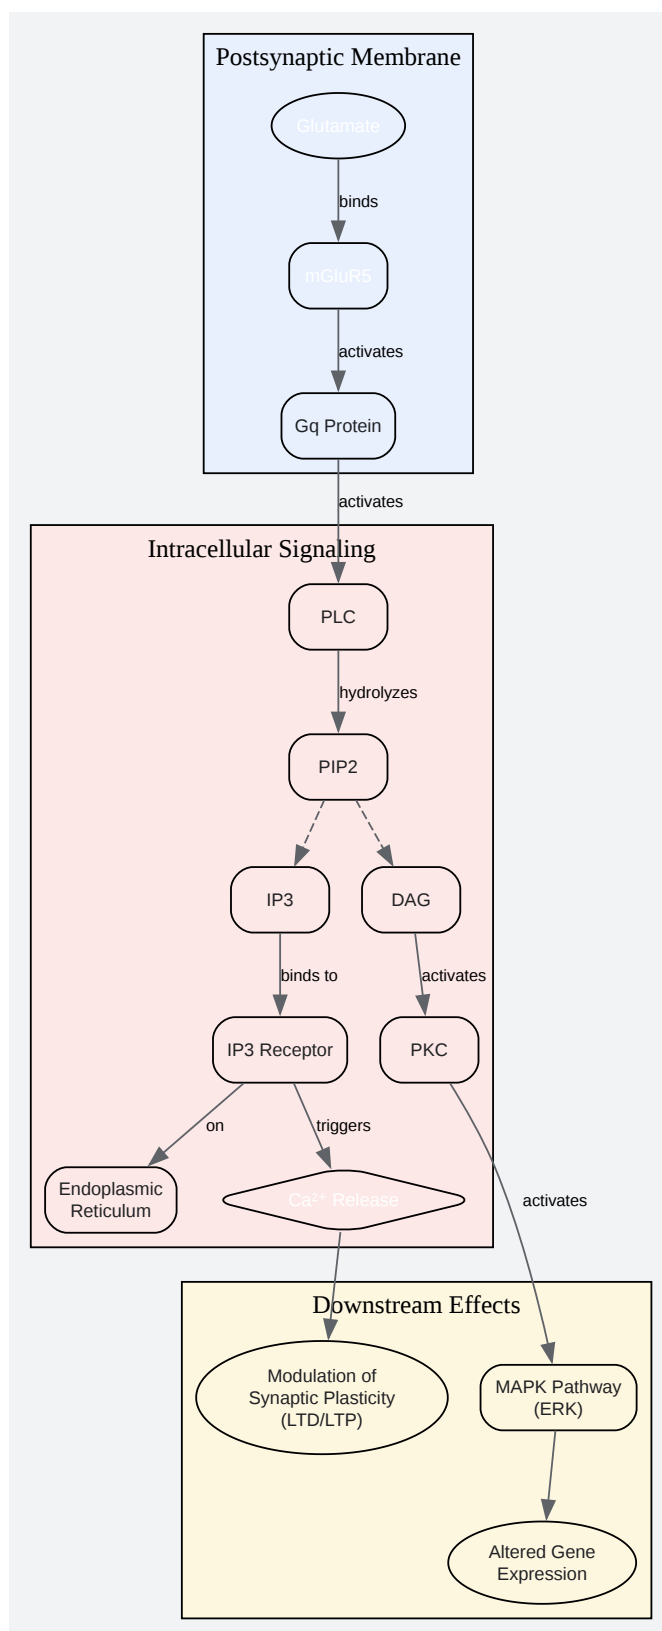 Postsynaptic Membrane
Glutamate
binds
mGluR5
activates
Gq Protein
activates
Intracellular Signaling
PLC
hydrolyzes
PIP2
IP3
DAG
binds to
activates
IP3 Receptor
PKC
on
triggers
Endoplasmic
Reticulum
Ca²⁺ Release
activates
Downstream Effects
Modulation of
Synaptic Plasticity
(LTD/LTP)
MAPK Pathway
(ERK)
Altered Gene
Expression